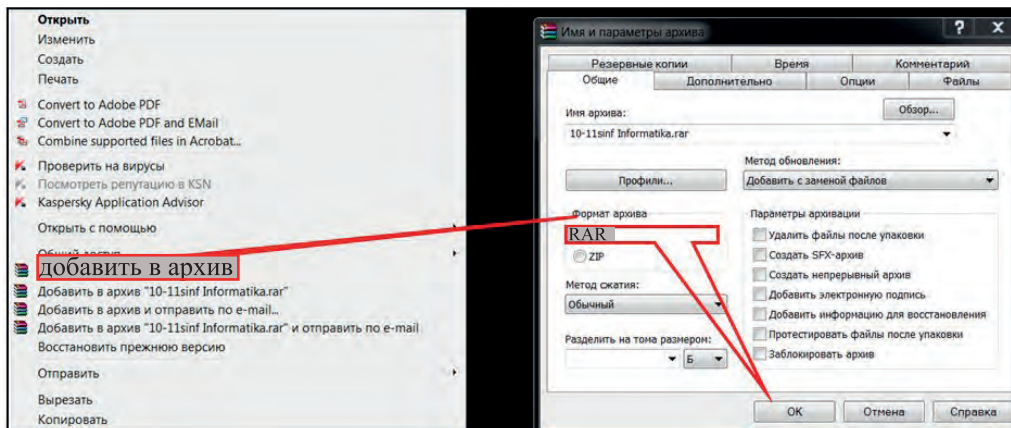 Открыть
Изменить
Создать
Печать
Convert to Adobe PDF
Convert to Adobe PDF and EMail
Combine supported files in Acrobat...
Проверить на вирусы
Посмотреть репутацию в KSN
Kaspersky Application Advisor
Открыть с помощью
Общий доступ
добавить в архив
Добавить в архив "10-11sinf Informatika.rar"
Добавить в архив и отправить по e-mail...
Добавить в архив "10-11sinf Informatika.rar" и отправить по e-mail
Восстановить прежнюю версию
Отправить
Вырезать
Копировать
Имя и параметры архива
Резервные копии Время Комментарий
Общие Дополнительно Опции Файлы
Имя архива:
Обзор...
10-11sinf Informatika.rar
Метод обновления:
Профили...
Добавить с заменой файлов
Формат архива
RAR
ZIP
Метод сжатия:
Обычный
Разделить на тома размером:
Б
Параметры архивации
Удалить файлы после упаковки
Создать SFX-архив
Создать непрерывный архив
Добавить электронную подпись
Добавить информацию для восстановления
Протестировать файлы после упаковки
Заблокировать архив
OK Отмена Справка